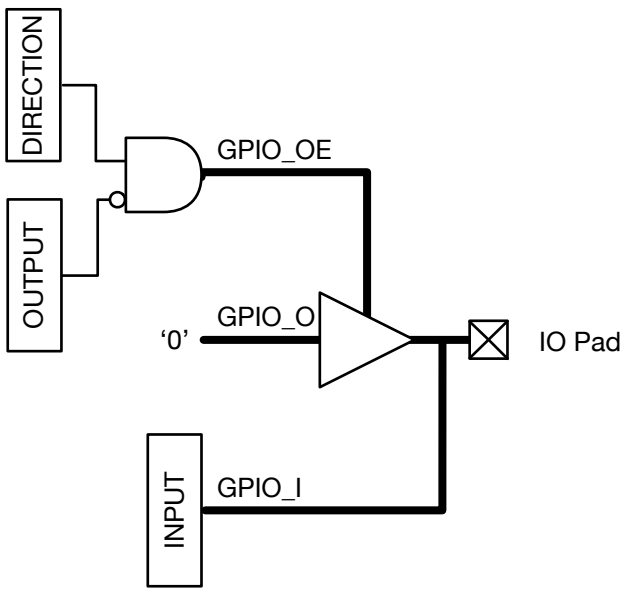 DIRECTION
GPIO_OE
OUTPUT
GPIO_O
‘0’
IO Pad
INPUT
GPIO_I